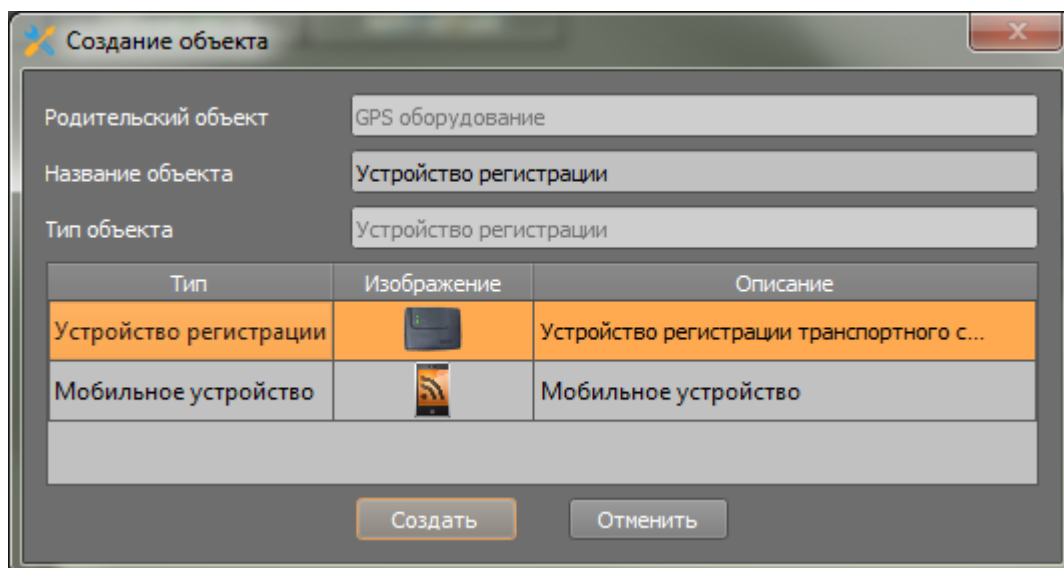 Создание объекта
Родительский объект GPS оборудование
Название объекта Устройство регистрации
Тип объекта Устройство регистрации
Тип Изображение Описание
Устройство регистрации Устройство регистрации транспортного с...
Мобильное устройство Мобильное устройство
Создать Отменить